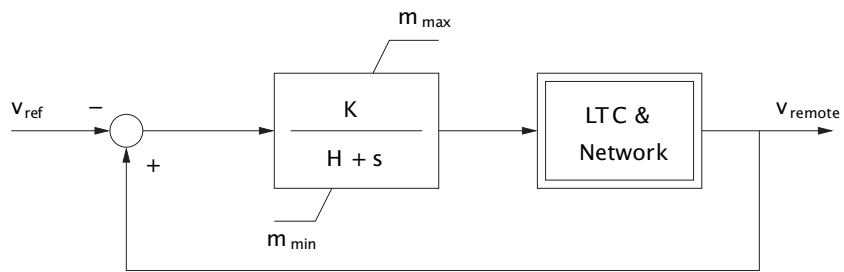 m max
v ref
−
+
K
H + s
m min
LTC &
Network
v remote